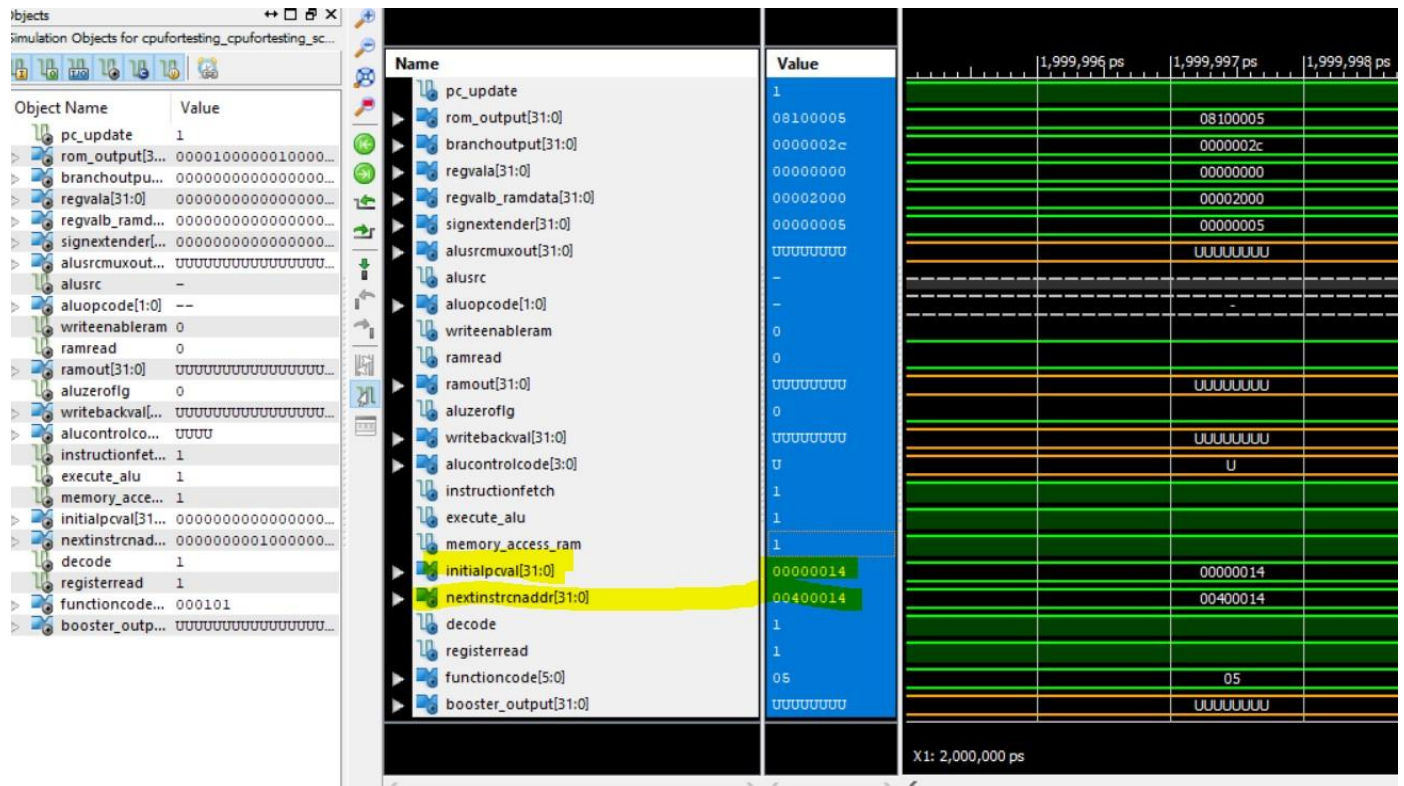 Objects
Simulation Objects for cpufortesting_cpufortesting_sc...
Object Name Value
pc_update 1
rom_output[3... 0000100000010000...
branchoutpu... 0000000000000000...
regvala[31:0] 0000000000000000...
regvalb_ramd... 0000000000000000...
signextender[... 0000000000000000...
alusrcmuxout... UUUUUUUUUUUUUUUU...
alusrc -
aluopcode[1:0] --
writeenableram 0
ramread 0
ramout[31:0] UUUUUUUUUUUUUUUU...
aluzeroflg 0
writebackval[... UUUUUUUUUUUUUUUU...
alucontrolco... UUUU
instructionfet... 1
execute_alu 1
memory_acce... 1
initialpcval[31... 0000000000000000...
nextinstrcnad... 0000000001000000...
decode 1
registerread 1
functioncode... 000101
booster_outp... UUUUUUUUUUUUUUUU...
Name Value 1,999,996 ps 1,999,997 ps 1,999,998 ps
pc_update 1
rom_output[31:0] 08100005 08100005
branchoutput[31:0] 0000002c 0000002c
regvala[31:0] 00000000 00000000
regvalb_ramdata[31:0] 00002000 00002000
signextender[31:0] 00000005 00000005
alusrcmuxout[31:0] UUUUUUUU UUUUUUUU
alusrc -
aluopcode[1:0] - -
writeenableram 0
ramread 0
ramout[31:0] UUUUUUUU UUUUUUUU
aluzeroflg 0
writebackval[31:0] UUUUUUUU UUUUUUUU
alucontrolcode[3:0] U U
instructionfetch 1
execute_alu 1
memory_access_ram 1
initialpcval[31:0] 00000014 00000014
nextinstrcnaddr[31:0] 00400014 00400014
decode 1
registerread 1
functioncode[5:0] 05 05
booster_output[31:0] UUUUUUUU UUUUUUUU
X1: 2,000,000 ps